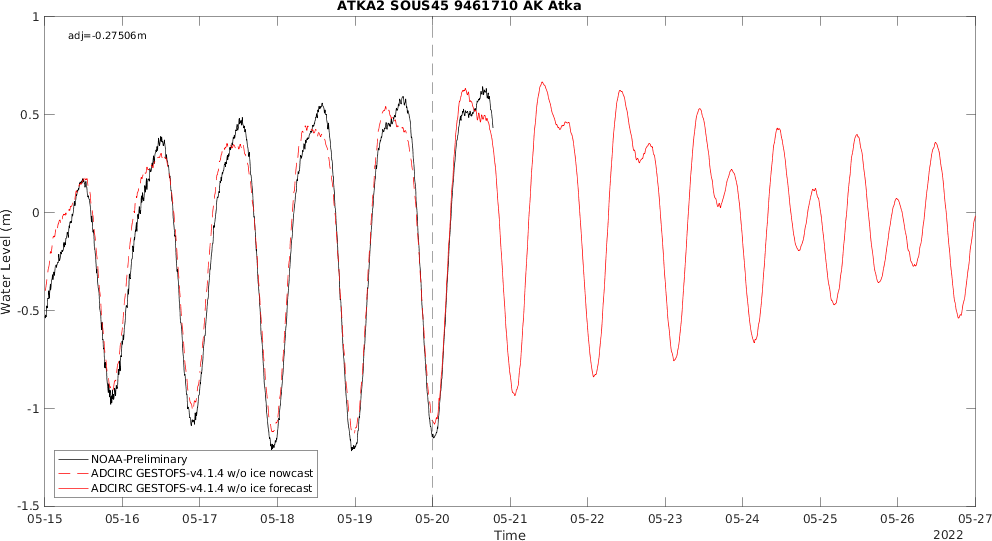 ATKA2 SOUS45 9461710 AK Atka
adj=-0.27506m
1
0.5
0
-0.5
-1
-1.5
Water Level (m)
NOAA-Preliminary
ADCIRC GESTOFS-v4.1.4 w/o ice nowcast
ADCIRC GESTOFS-v4.1.4 w/o ice forecast
05-15 05-16 05-17 05-18 05-19 05-20 05-21 05-22 05-23 05-24 05-25 05-26 05-27
Time
2022